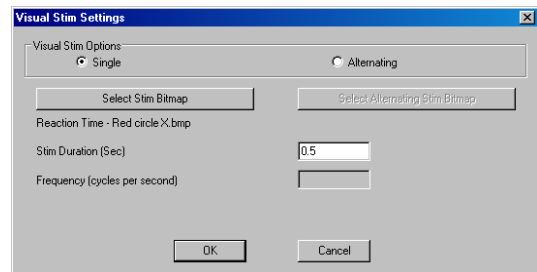 Visual Stim Settings
Visual Stim Options
Single Alternating
Select Stim Bitmap Select Alternating Stim Bitmap
Reaction Time - Red circle X.bmp
Stim Duration (Sec) 0.5
Frequency (cycles per second)
OK Cancel